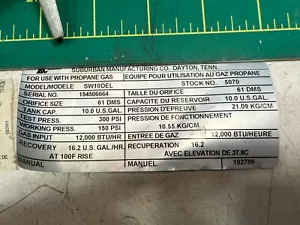 SUBURBAN MANUFACTURING CO. DAYTON, TENN.
FOR USE WITH PROPANE GAS EQUIPE POUR UTILISATION AU GAZ PROPANE
MODEL/MODELE SW10DEL STOCK NO. 5070
SERIAL NO. 154506664 TAILLE DU ORIFICE 61 DMS
ORIFICE SIZE 61 DMS CAPACITE DU RESERVOIR 10.0 U.S.GAL.
TANK CAP. 10.0 U.S.GAL. PRESSION D'EPREUVE 21.09 KG/CM
TEST PRESS. 300 PSI PRESSION DE FONCTIONNEMENT
WORKING PRESS. 150 PSI 10.55 KG/CM
GAS INPUT 12,000 BTU/HR ENTREE DE GAZ 12,000 BTU/HEURE
RECOVERY 16.2 U.S.GAL./HR. RECUPERATION 16.2
AT 100F RISE AVEC ELEVATION DE 37.8C
MANUAL MANUEL 192799